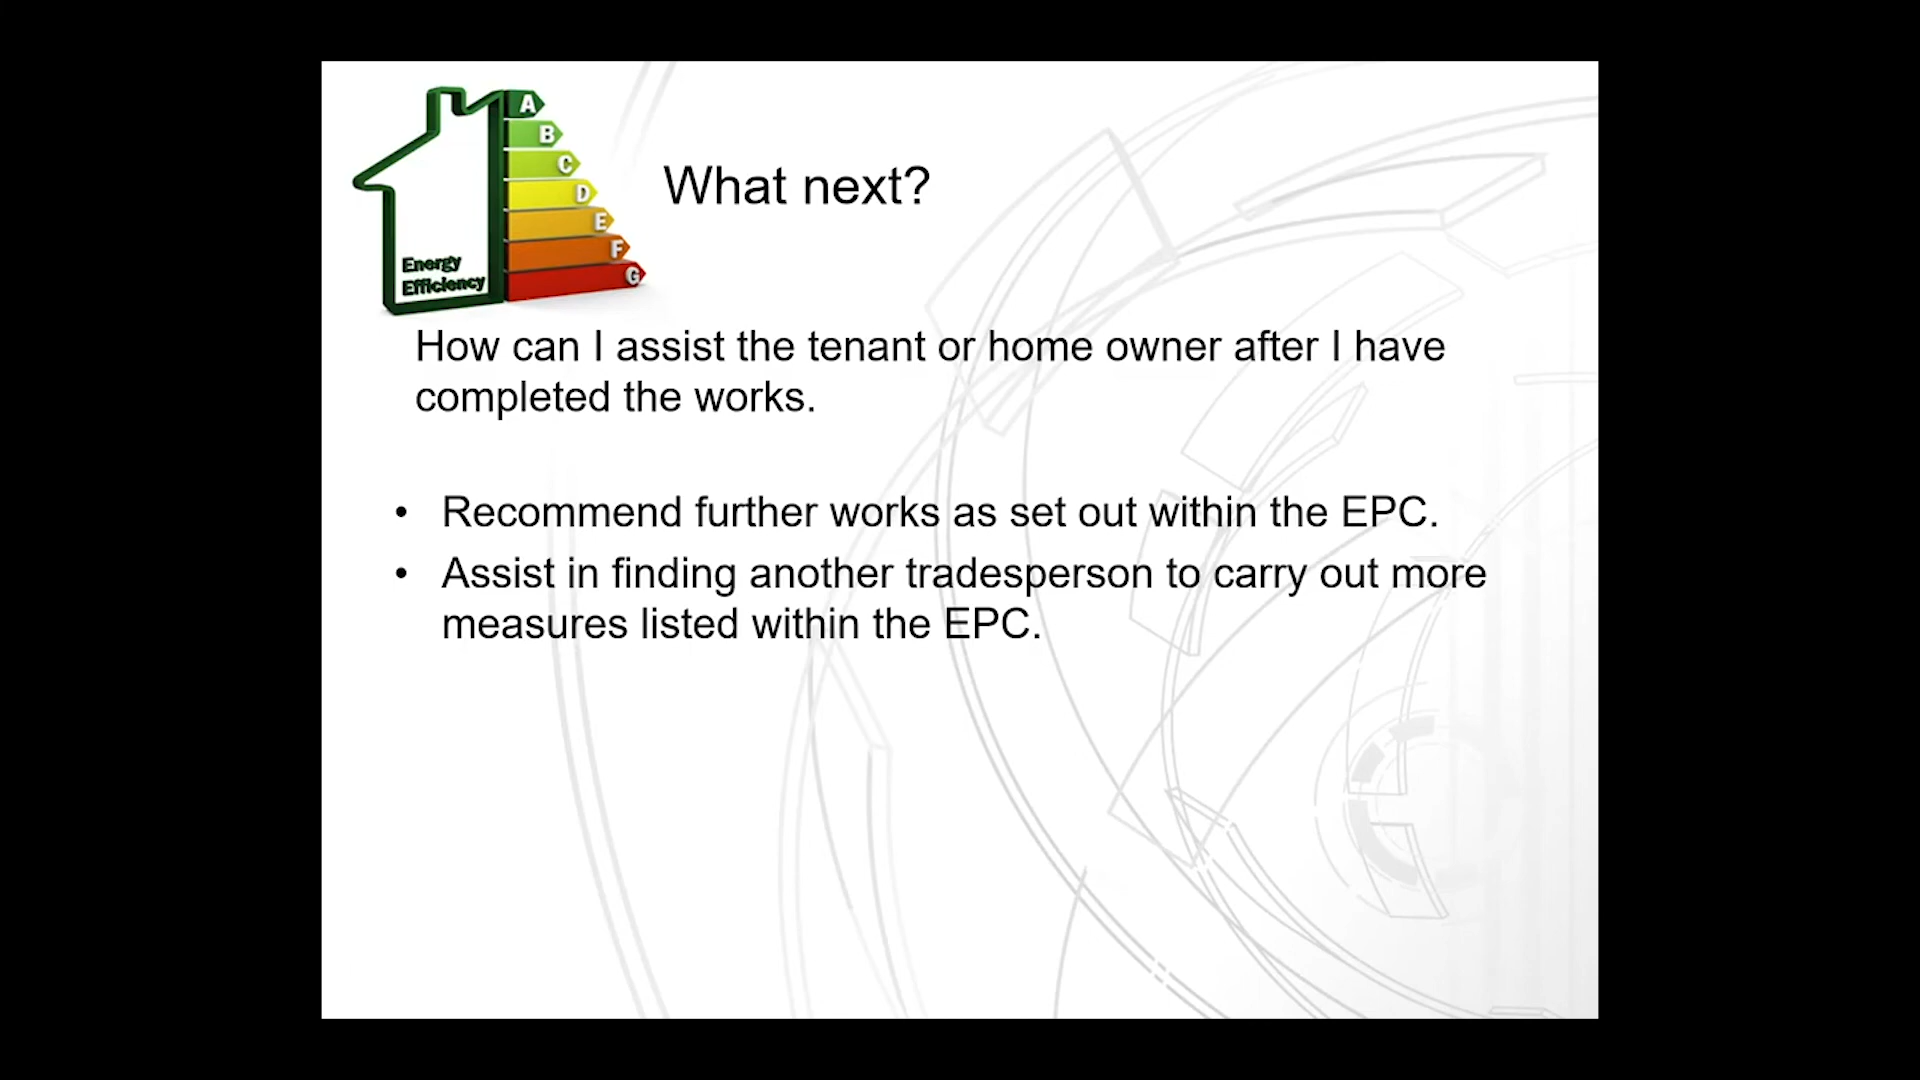 A
B
C
D
E
F
G
Energy
Efficiency
What next?
How can I assist the tenant or home owner after I have
completed the works.
• Recommend further works as set out within the EPC.
• Assist in finding another tradesperson to carry out more
measures listed within the EPC.